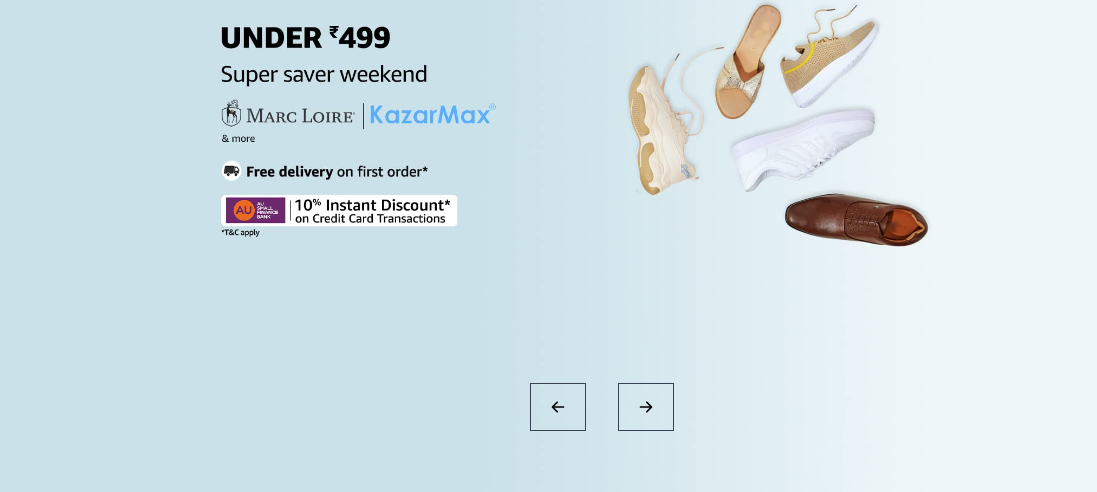 UNDER ₹499
Super saver weekend
MARC LOIRE | KazarMax®
& more
Free delivery on first order*
AU AU SMALL FINANCE BANK | 10% Instant Discount*
on Credit Card Transactions
*T&C apply